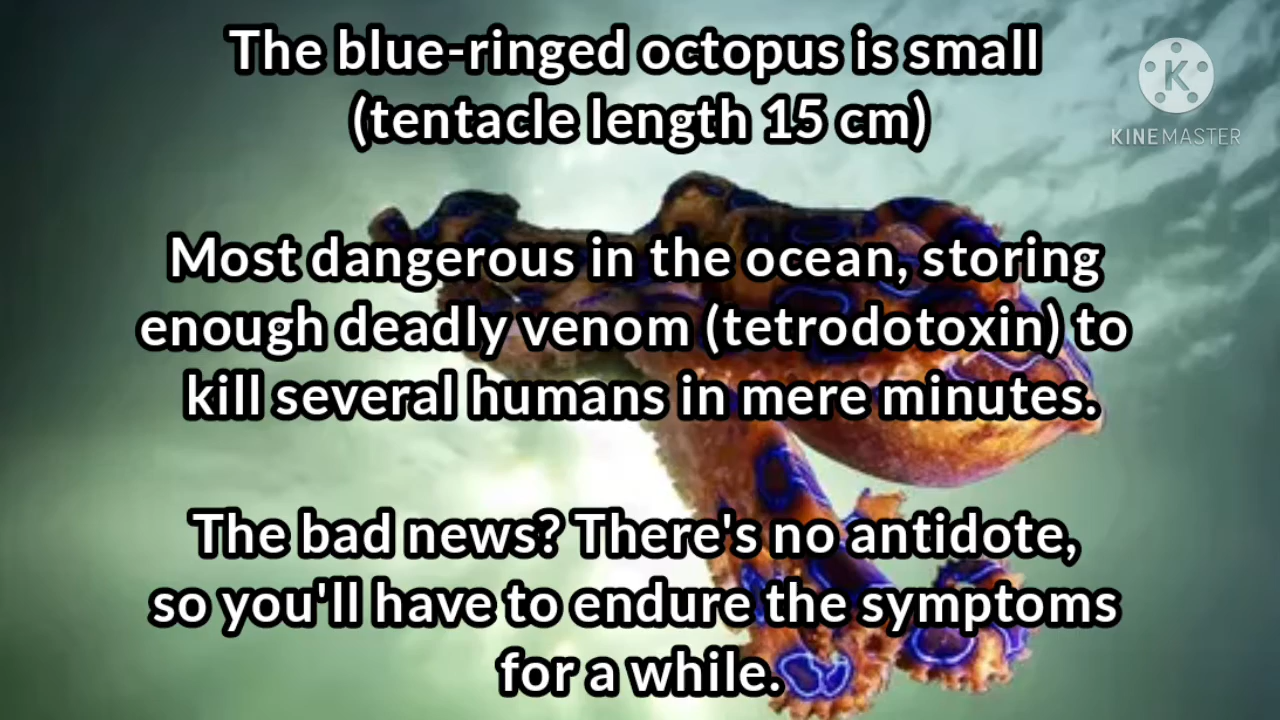 The blue-ringed octopus is small
(tentacle length 15 cm)
K
KINEMASTER
Most dangerous in the ocean, storing
enough deadly venom (tetrodotoxin) to
kill several humans in mere minutes.
The bad news? There's no antidote,
so you'll have to endure the symptoms
for a while.